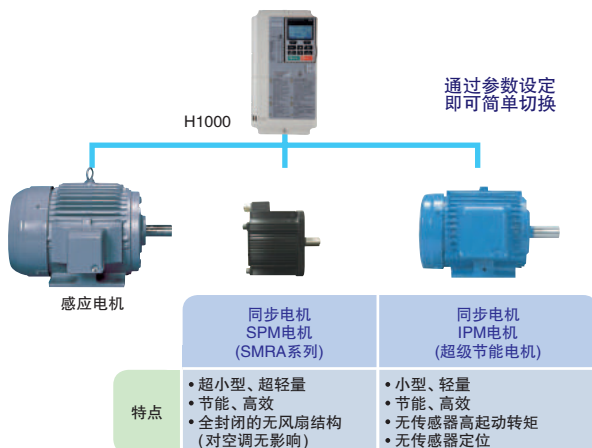 通过参数设定
即可简单切换
H1000
感应电机
同步电机
SPM电机
(SMRA系列)
同步电机
IPM电机
(超级节能电机)
特点
• 超小型、超轻量
• 节能、高效
• 全封闭的无风扇结构
(对空调无影响)
• 小型、轻量
• 节能、高效
• 无传感器高起动转矩
• 无传感器定位